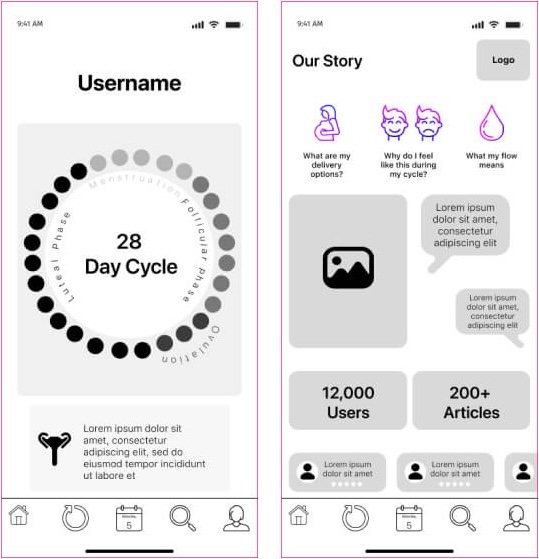 9:41 AM
Username
Menstruation
Follicular phase
Ovulation
Luteal Phase
28
Day Cycle
Lorem ipsum dolor sit
amet, consectetur
adipiscing elit, sed do
eiusmod tempor incididunt
ut labore et
Saturday
5
9:41 AM
Our Story
Logo
What are my
delivery
options?
Why do I feel
like this during
my cycle?
What my flow
means
Lorem ipsum
dolor sit amet,
consectetur
adipiscing elit
Lorem ipsum
dolor sit amet,
consectetur
adipiscing elit
12,000
Users
200+
Articles
Lorem ipsum
dolor sit amet
Lorem ipsum
dolor sit amet
Saturday
5